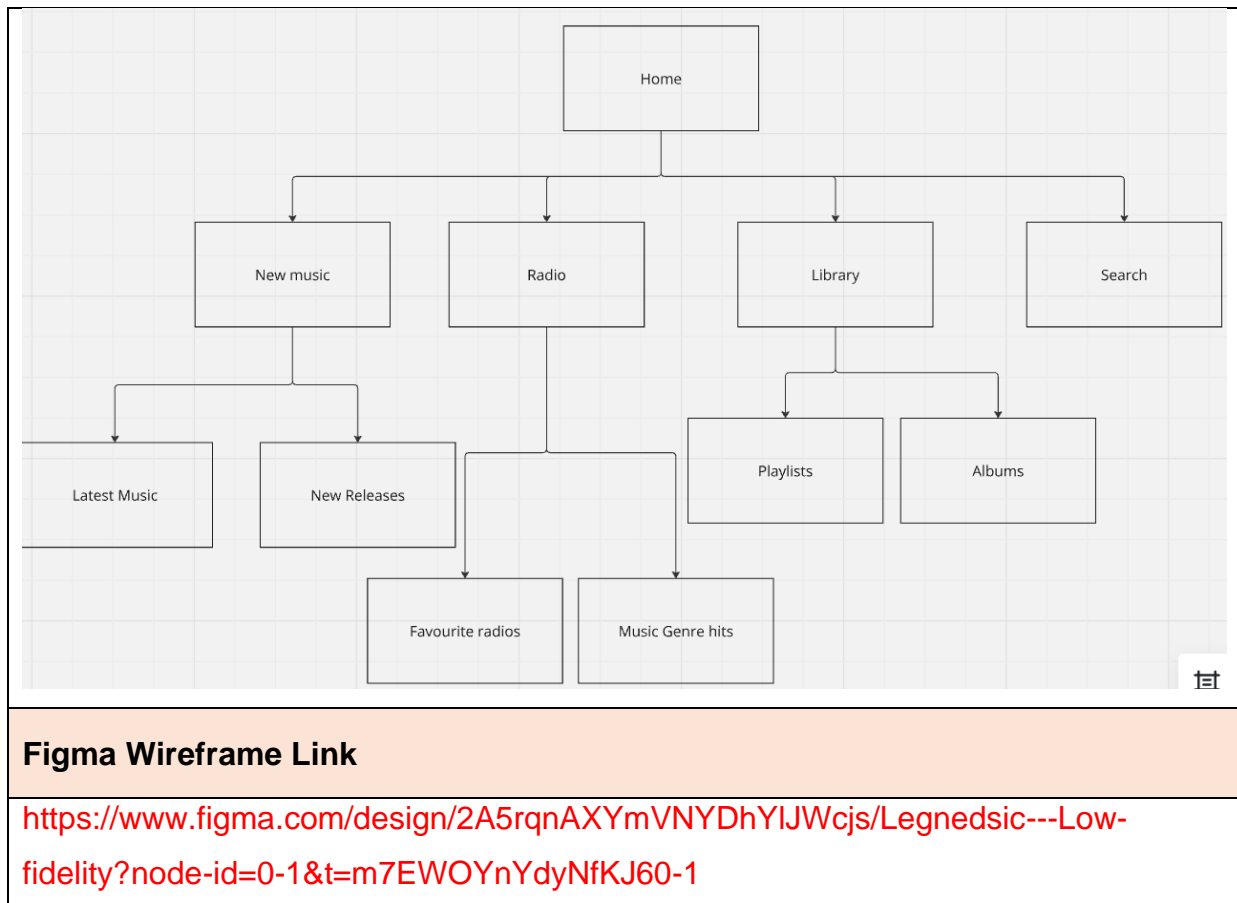 Home
New music
Radio
Library
Search
Playlists
Albums
Latest Music
New Releases
Favourite radios
Music Genre hits
Figma Wireframe Link
https://www.figma.com/design/2A5rqnAXYmVNYDhYIJWcjs/Legnedsic---Low-
fidelity?node-id=0-1&t=m7EWOYnYdyNfKJ60-1